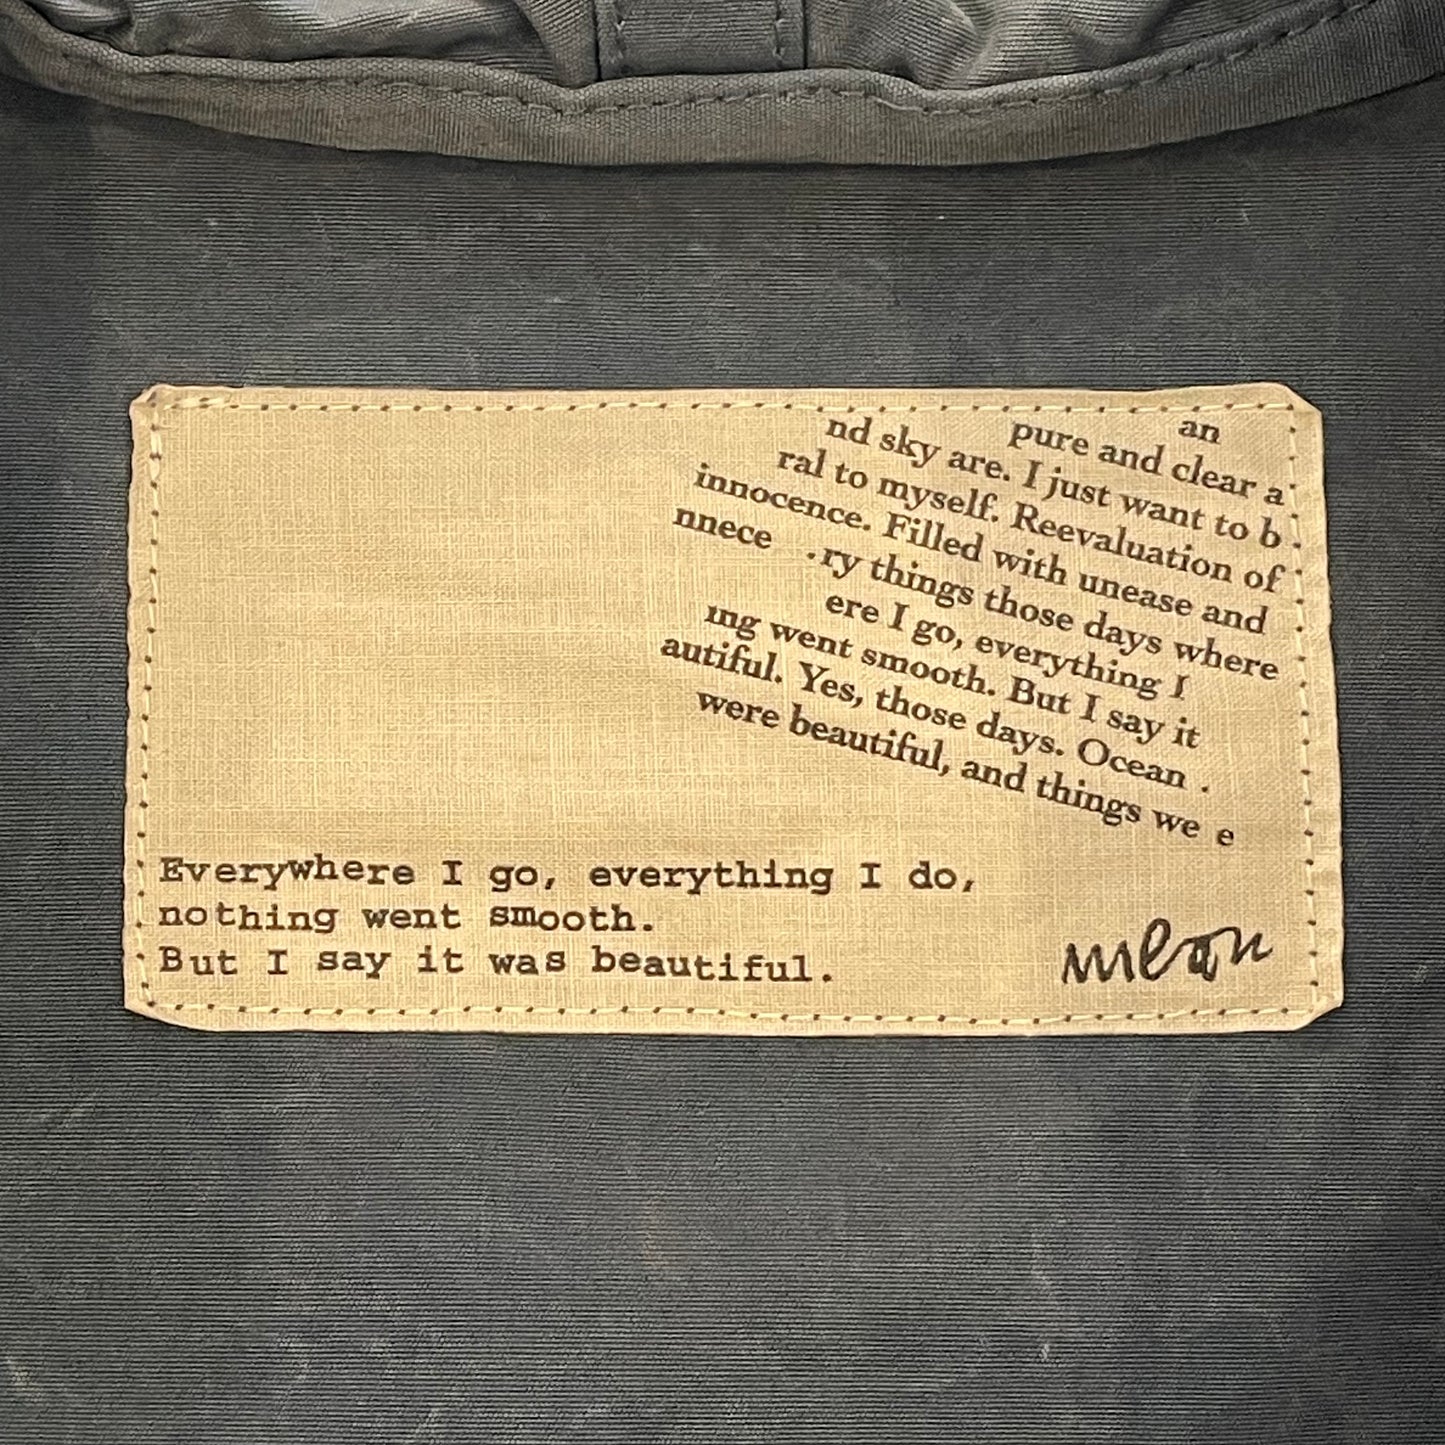 an
pure and clear a
nd sky are. I just want to b
ral to myself. Reevaluation of
innocence. Filled with unease and
nnece ry things those days where
ere I go, everything I
ing went smooth. But I say it
autiful. Yes, those days. Ocean
were beautiful, and things we e
Everywhere I go, everything I do,
nothing went smooth.
But I say it was beautiful.